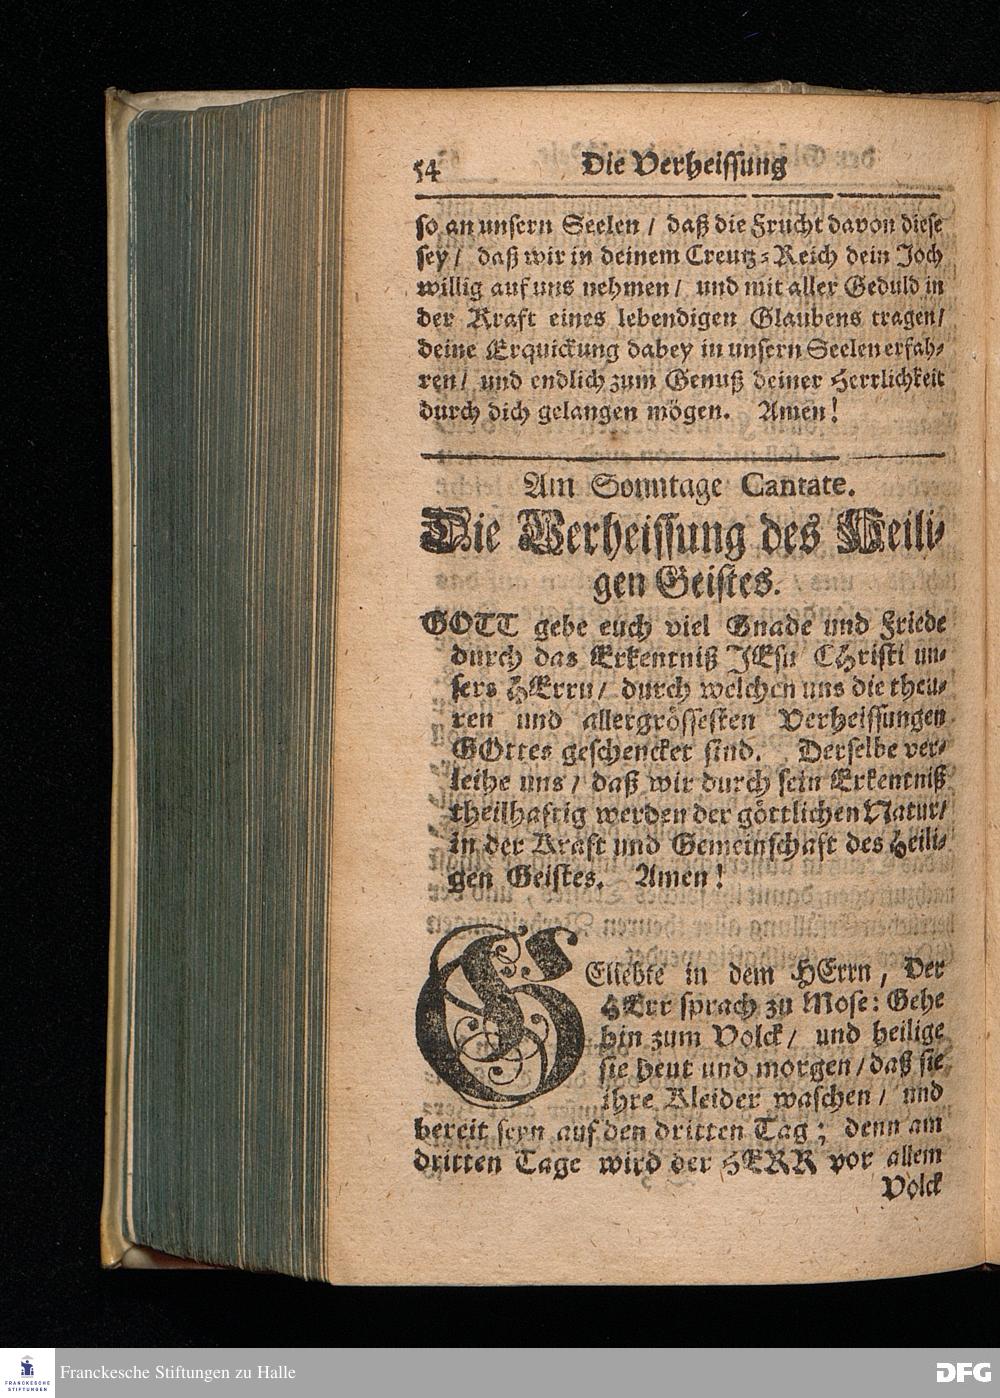 54
Die Verheissung
so an unsern Seelen / daß die Frucht davon diese
sey / daß wir in deinem Creutz-Reich dein Joch
willig auf uns nehmen / und mit aller Geduld in
der Kraft eines lebendigen Glaubens tragen /
deine Erquickung dabey in unsern Seelen erfah-
ren / und endlich zum Genuß deiner Herrlichkeit
durch dich gelangen mögen. Amen!
Am Sonntage Cantate.
Die Verheissung des Heili-
gen Geistes.
GOTT gebe euch viel Gnade und Friede
durch das Erkentniß JEsu CHristi un-
sers HErrn / durch welchen uns die theu-
ren und allergrössesten Verheissungen
GOttes geschencket sind. Derselbe ver-
leihe uns / daß wir durch sein Erkentniß
theilhaftig werden der göttlichen Natur /
in der Kraft und Gemeinschaft des Heili-
gen Geistes. Amen!
GEliebte in dem HErrn, Der
HErr sprach zu Mose: Gehe
hin zum Volck / und heilige
sie heut und morgen / daß sie
ihre Kleider waschen / und
bereit seyn auf den dritten Tag; denn am
dritten Tage wird der HERR vor allem
Volck
FRANCKESCHE
STIFTUNGEN
Franckesche Stiftungen zu Halle
DFG